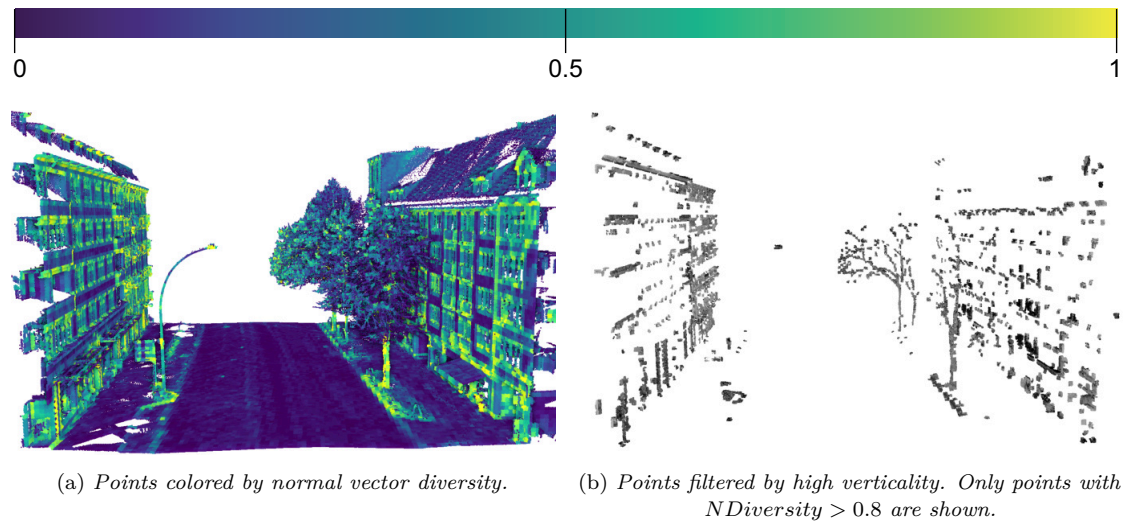 0 0.5 1
(a) Points colored by normal vector diversity.
(b) Points filtered by high verticality. Only points with
NDiversity > 0.8 are shown.